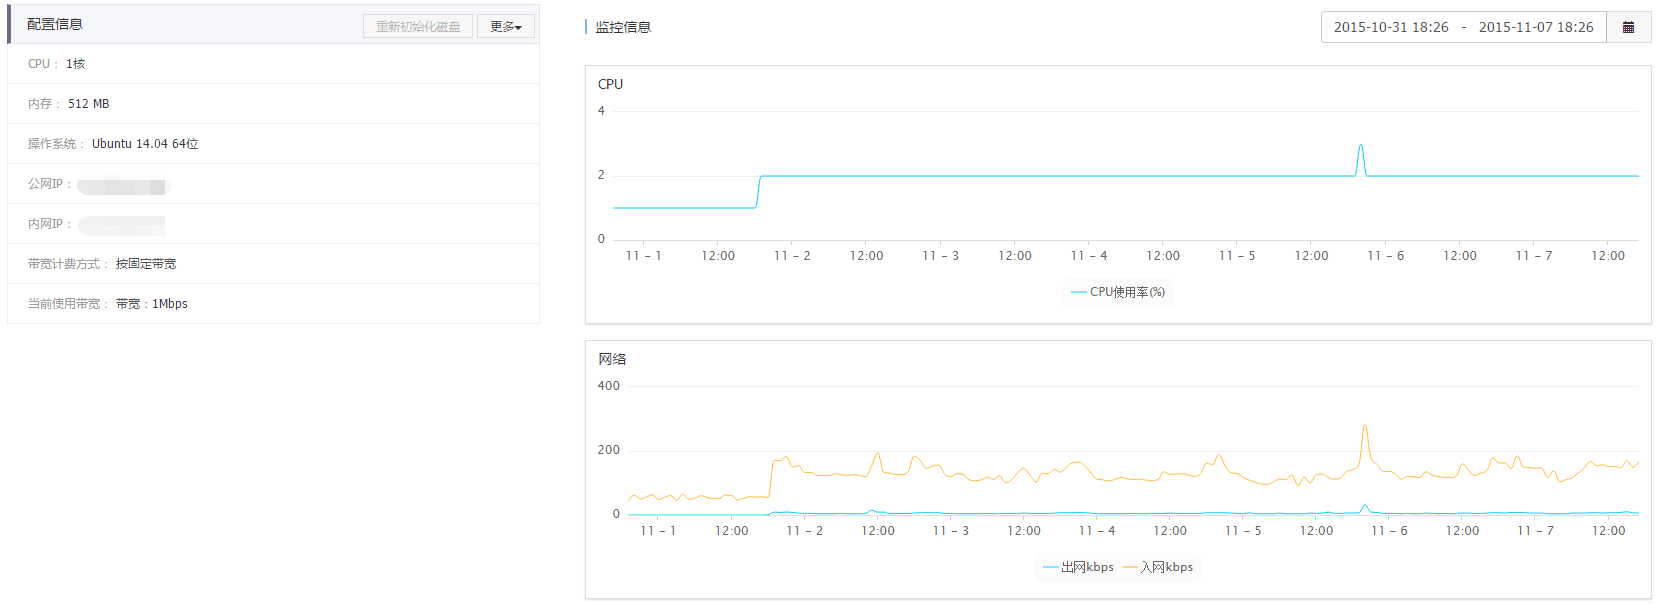 配置信息
重新初始化磁盘
更多
CPU： 1核
内存： 512 MB
操作系统： Ubuntu 14.04 64位
公网IP：
内网IP：
带宽计费方式： 按固定带宽
当前使用带宽： 带宽：1Mbps
监控信息
2015-10-31 18:26 - 2015-11-07 18:26
CPU
4
2
0
11 - 1 12:00 11 - 2 12:00 11 - 3 12:00 11 - 4 12:00 11 - 5 12:00 11 - 6 12:00 11 - 7 12:00
CPU使用率(%)
网络
400
200
0
11 - 1 12:00 11 - 2 12:00 11 - 3 12:00 11 - 4 12:00 11 - 5 12:00 11 - 6 12:00 11 - 7 12:00
出网kbps 入网kbps